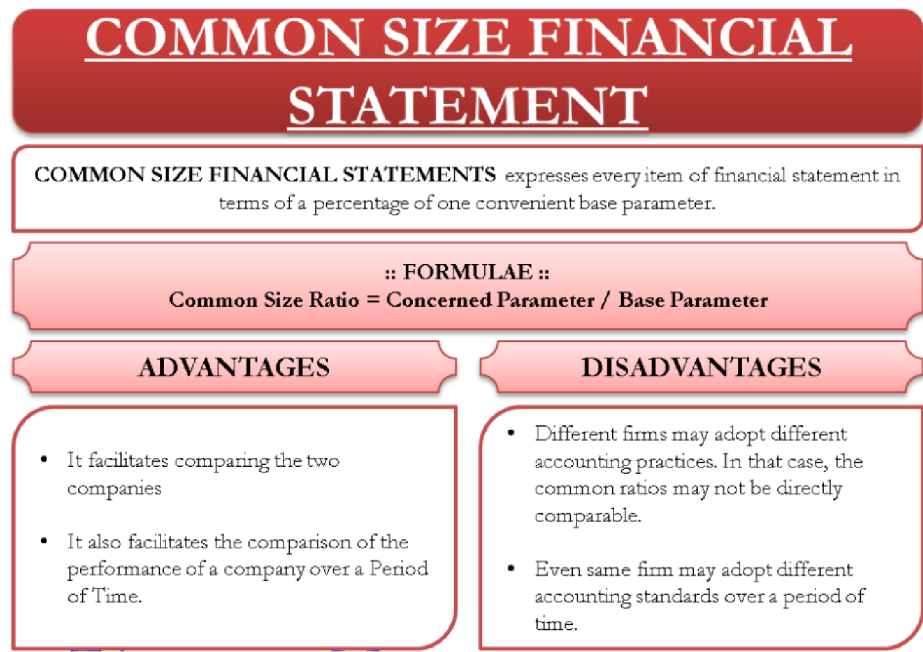 COMMON SIZE FINANCIAL
STATEMENT
COMMON SIZE FINANCIAL STATEMENTS expresses every item of financial statement in
terms of a percentage of one convenient base parameter.
:: FORMULAE ::
Common Size Ratio = Concerned Parameter / Base Parameter
ADVANTAGES
• It facilitates comparing the two
companies
• It also facilitates the comparison of the
performance of a company over a Period
of Time.
DISADVANTAGES
• Different firms may adopt different
accounting practices. In that case, the
common ratios may not be directly
comparable.
• Even same firm may adopt different
accounting standards over a period of
time.